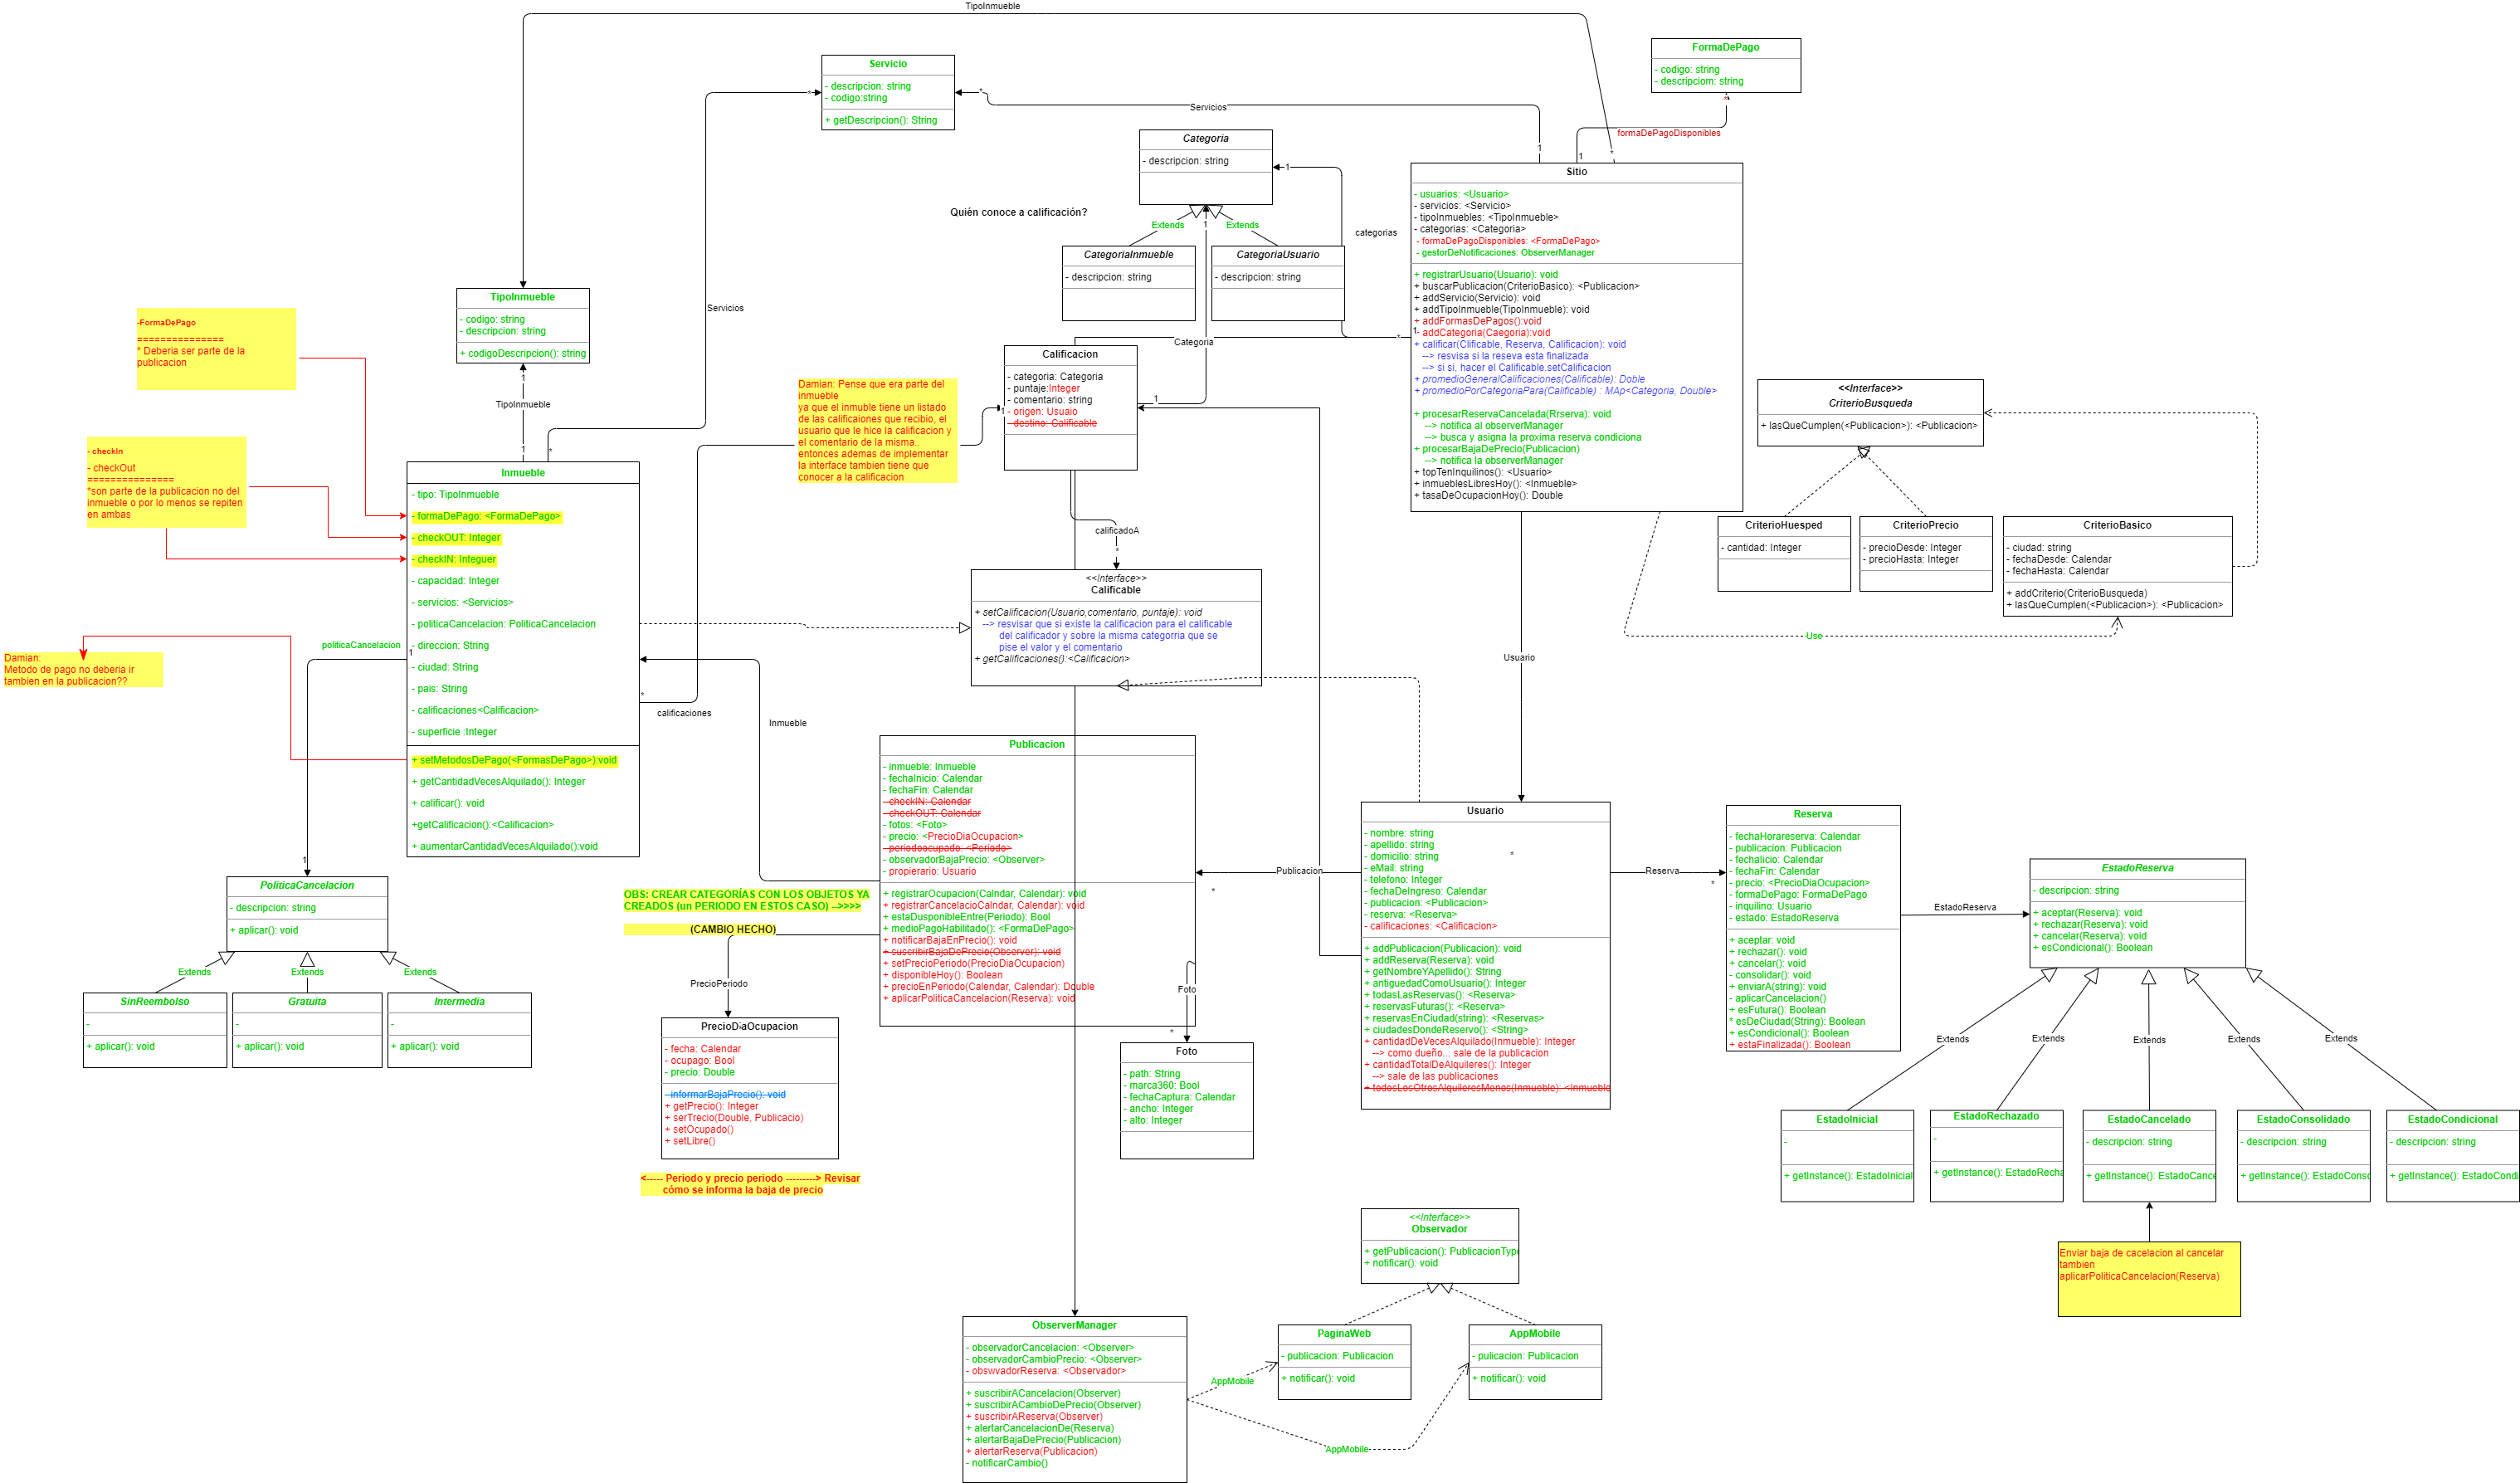 TipoInmueble
FormaDePago
- codigo: string
- descripciom: string
*
formaDePagoDisponibles
1
Servicio
- descripcion: string
- codigo:string
+ getDescripcion(): String
*
*
Servicios
1
*
Categoria
- descripcion: string
1
Quién conoce a calificación?
Extends
Extends
1
categorias
CategoriaInmueble
- descripcion: string
CategoriaUsuario
- descripcion: string
Sitio
- usuarios: <Usuario>
- servicios: <Servicio>
- tipoInmuebles: <TipoInmueble>
- categorias: <Categoria>
- formaDePagoDisponibles: <FormaDePago>
- gestorDeNotificaciones: ObserverManager
+ registrarUsuario(Usuario): void
+ buscarPublicacion(CriterioBasico): <Publicacion>
+ addServicio(Servicio): void
+ addTipoInmueble(TipoInmueble): void
+ addFormasDePagos():void
- addCategoria(Caegoria):void
+ calificar(Clificable, Reserva, Calificacion): void
--> resvisa si la reseva esta finalizada
--> si si, hacer el Calificable.setCalificacion
+ promedioGeneralCalificaciones(Calificable): Doble
+ promedioPorCategoriaPara(Calificable) : MAp<Categoria, Double>
+ procesarReservaCancelada(Rrserva): void
--> notifica al observerManager
--> busca y asigna la proxima reserva condiciona
+ procesarBajaDePrecio(Publicacion)
--> notifica la observerManager
+ topTenInquilinos(): <Usuario>
+ inmueblesLibresHoy(): <Inmueble>
+ tasaDeOcupacionHoy(): Double
1
*
TipoInmueble
- codigo: string
- descripcion: string
+ codigoDescripcion(): string
1
TipoInmueble
1
Servicios
*
-FormaDePago
===============
* Deberia ser parte de la
publicacion
- checkIn
- checkOut
===============
*son parte de la publicacion no del
inmueble o por lo menos se repiten
en ambas
Damian:
Metodo de pago no deberia ir
tambien en la publicacion??
Categoria
Calificacion
- categoria: Categoria
- puntaje:Integer
- comentario: string
- origen: Usuaio
- destino: Calificable
1
1
Damian: Pense que era parte del
inmueble
ya que el inmuble tiene un listado
de las calificaiones que recibio, el
usuario que le hice la calificacion y
el comentario de la misma..
entonces ademas de implementar
la interface tambien tiene que
conocer a la calificacion
<<Interface>>
CriterioBusqueda
+ lasQueCumplen(<Publicacion>): <Publicacion>
CriterioHuesped
- cantidad: Integer
CriterioPrecio
- precioDesde: Integer
- precioHasta: Integer
CriterioBasico
- ciudad: string
- fechaDesde: Calendar
- fechaHasta: Calendar
+ addCriterio(CriterioBusqueda)
+ lasQueCumplen(<Publicacion>): <Publicacion>
Use
Inmueble
- tipo: TipoInmueble
- formaDePago: <FormaDePago>
- checkOUT: Integer
- checkIN: Integuer
- capacidad: Integer
- servicios: <Servicios>
- politicaCancelacion: PoliticaCancelacion
- direccion: String
- ciudad: String
- pais: String
- calificaciones<Calificacion>
- superficie :Integer
+ setMetodosDePago(<FormasDePago>):void
+ getCantidadVecesAlquilado(): Integer
+ calificar(): void
+getCalificacion():<Calificacion>
+ aumentarCantidadVecesAlquilado():void
politicaCancelacion
1
1
*
calificaciones
calificadoA
*
<<Interface>>
Calificable
+ setCalificacion(Usuario,comentario, puntaje): void
--> resvisar que si existe la calificacion para el calificable
del calificador y sobre la misma categorria que se
pise el valor y el comentario
+ getCalificaciones():<Calificacion>
Usuario
Inmueble
Publicacion
- inmueble: Inmueble
- fechaInicio: Calendar
- fechaFin: Calendar
- checkIN: Calendar
- checkOUT: Calendar
- fotos: <Foto>
- precio: <PrecioDiaOcupacion>
- periodoocupado: <Periodo>
- observadorBajaPrecio: <Observer>
- propierario: Usuario
+ registrarOcupacion(Calndar, Calendar): void
+ registrarCancelacioCalndar, Calendar): void
+ estaDusponibleEntre(Periodo): Bool
+ medioPagoHabilitado(): <FormaDePago>
+ notificarBajaEnPrecio(): void
+ suscribirBajaDePrecio(Observer): void
+ setPrecioPeriodo(PrecioDiaOcupacion)
+ disponibleHoy(): Boolean
+ precioEnPeriodo(Calendar, Calendar): Double
+ aplicarPoliticaCancelacion(Reserva): void
Publicacion
*
OBS: CREAR CATEGORÍAS CON LOS OBJETOS YA
CREADOS (un PERIODO EN ESTOS CASO) -->>>>
(CAMBIO HECHO)
PrecioPeriodo
*
Foto
*
Usuario
- nombre: string
- apellido: string
- domicilio: string
- eMail: string
- telefono: Integer
- fechaDeIngreso: Calendar
- publicacion: <Publicacion>
- reserva: <Reserva>
- calificaciones: <Calificacion>
+ addPublicacion(Publicacion): void
+ addReserva(Reserva): void
+ getNombreYApellido(): String
+ antiguedadComoUsuario(): Integer
+ todasLasReservas(): <Reserva>
+ reservasFuturas(): <Reserva>
+ reservasEnCiudad(string): <Reservas>
+ ciudadesDondeReservo(): <String>
+ cantidadDeVecesAlquilado(Inmueble): Integer
--> como dueño... sale de la publicacion
+ cantidadTotalDeAlquileres(): Integer
--> sale de las publicaciones
+ todosLosOtrosAlquileresMenos(Inmueble): <Inmueble
*
Reserva
*
Reserva
- fechaHorareserva: Calendar
- publicacion: Publicacion
- fechaIicio: Calendar
- fechaFin: Calendar
- precio: <PrecioDiaOcupacion>
- formaDePago: FormaDePago
- inquilino: Usuario
- estado: EstadoReserva
+ aceptar: void
+ rechazar(): void
+ cancelar(): void
- consolidar(): void
+ enviarA(string): void
- aplicarCancelacion()
+ esFutura(): Boolean
* esDeCiudad(String): Boolean
+ esCondicional(): Boolean
+ estaFinalizada(): Boolean
EstadoReserva
EstadoReserva
- descripcion: string
+ aceptar(Reserva): void
+ rechazar(Reserva): void
+ cancelar(Reserva): void
+ esCondicional(): Boolean
Extends
Extends
Extends
Extends
Extends
PoliticaCancelacion
- descripcion: string
+ aplicar(): void
Extends
Extends
Extends
SinReembolso
-
+ aplicar(): void
Gratuita
-
+ aplicar(): void
Intermedia
-
+ aplicar(): void
PrecioDiaOcupacion
- fecha: Calendar
- ocupago: Bool
- precio: Double
- informarBajaPrecio(): void
+ getPrecio(): Integer
+ serTrecio(Double, Publicacio)
+ setOcupado()
+ setLibre()
<----- Periodo y precio periodo ---------> Revisar
cómo se informa la baja de precio
Foto
- path: String
- marca360: Bool
- fechaCaptura: Calendar
- ancho: Integer
- alto: Integer
EstadoInicial
-
+ getInstance(): EstadoInicial
EstadoRechazado
-
+ getInstance(): EstadoRecha
EstadoCancelado
- descripcion: string
+ getInstance(): EstadoCance
EstadoConsolidado
- descripcion: string
+ getInstance(): EstadoConso
EstadoCondicional
- descripcion: string
+ getInstance(): EstadoCondi
Enviar baja de cacelacion al cancelar
tambien
aplicarPoliticaCancelacion(Reserva)
<<Interface>>
Observador
+ getPublicacion(): PublicacionType
+ notificar(): void
ObserverManager
- observadorCancelacion: <Observer>
- observadorCambioPrecio: <Observer>
- obswvadorReserva: <Observador>
+ suscribirACancelacion(Observer)
+ suscribirACambioDePrecio(Observer)
+ suscribirAReserva(Observer)
+ alertarCancelacionDe(Reserva)
+ alertarBajaDePrecio(Publicacion)
+ alertarReserva(Publicacion)
- notificarCambio()
AppMobile
AppMobile
PaginaWeb
- publicacion: Publicacion
+ notificar(): void
AppMobile
- pulicacion: Publicacion
+ notificar(): void